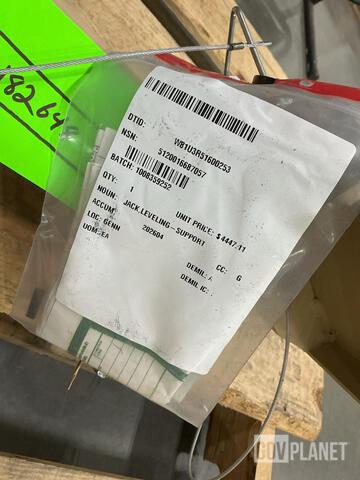 8264
DTID: W81U3R51600253
NSN: 5120016687057
BATCH: 1008359252
QTY: 1 UNIT PRICE: $4447.11
NOUN: JACK,LEVELING-SUPPORT
ACCUM: 202604 CC: G
LOC: GENN DEMIL: A
UOM: EA DEMIL IC:
GOVPLANET